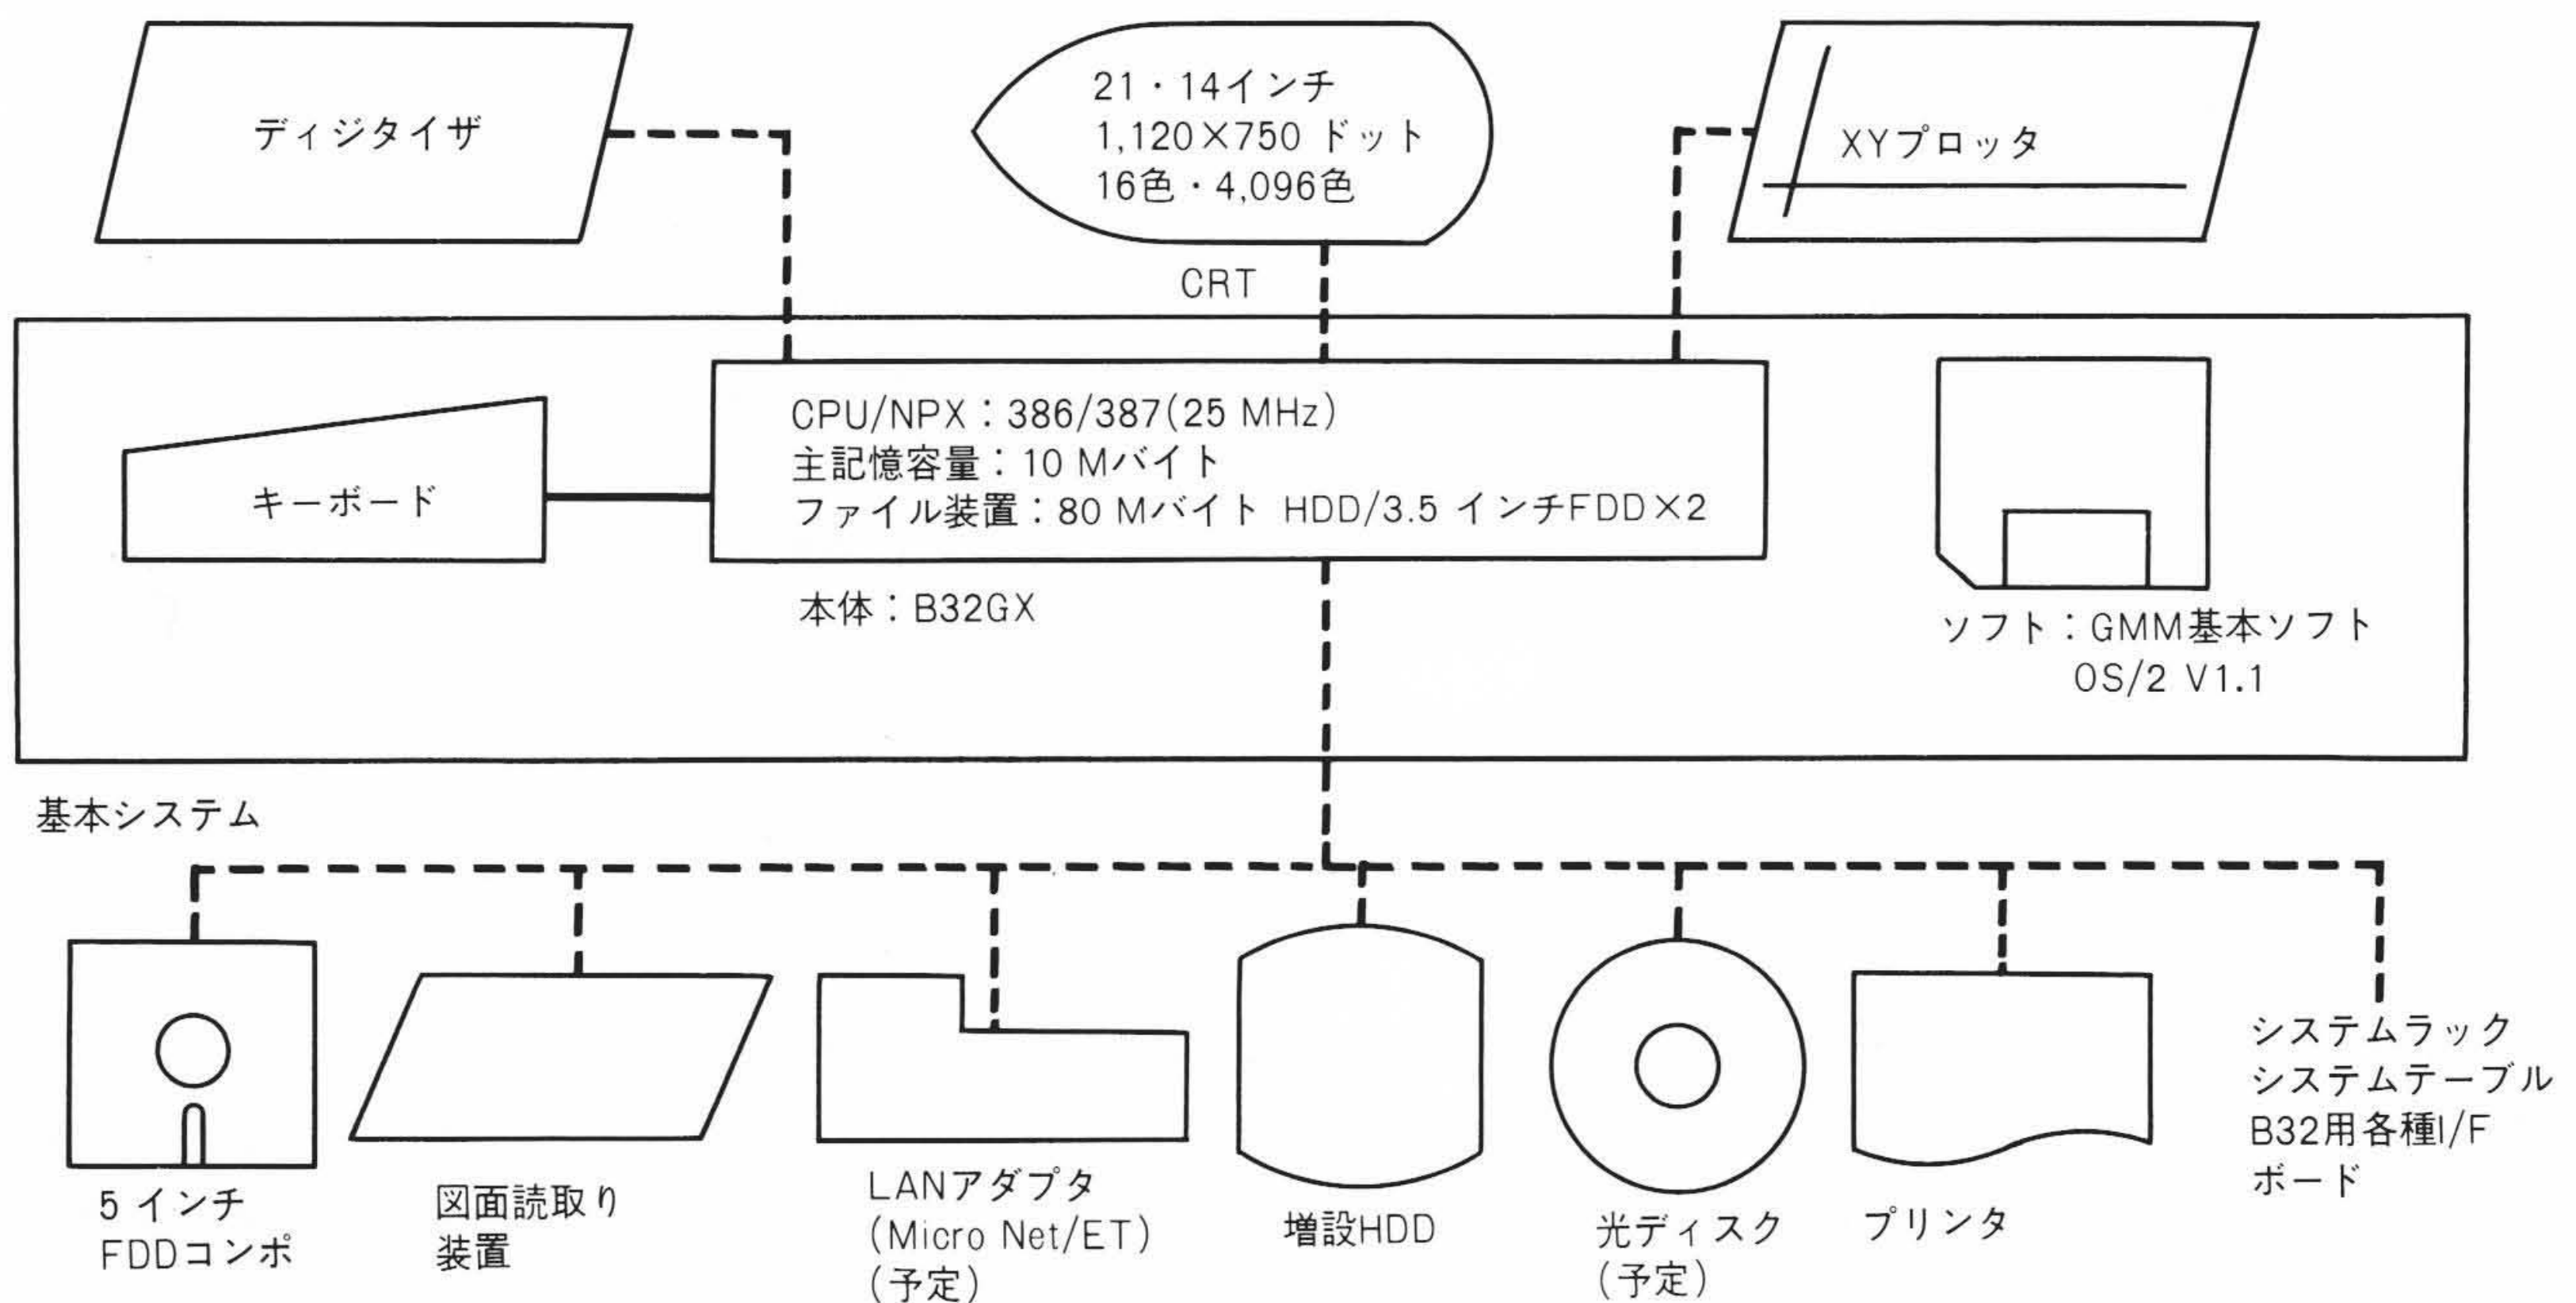 ディジタイザ
21・14インチ
1,120×750 ドット
16色・4,096色
CRT
XYプロッタ
キーボード
CPU/NPX：386/387(25 MHz)
主記憶容量：10 Mバイト
ファイル装置：80 Mバイト HDD/3.5 インチFDD×2
本体：B32GX
ソフト：GMM基本ソフト
OS/2 V1.1
基本システム
5 インチ
FDDコンポ
図面読取り
装置
LANアダプタ
(Micro Net/ET)
(予定)
増設HDD
光ディスク
(予定)
プリンタ
システムラック
システムテーブル
B32用各種I/F
ボード